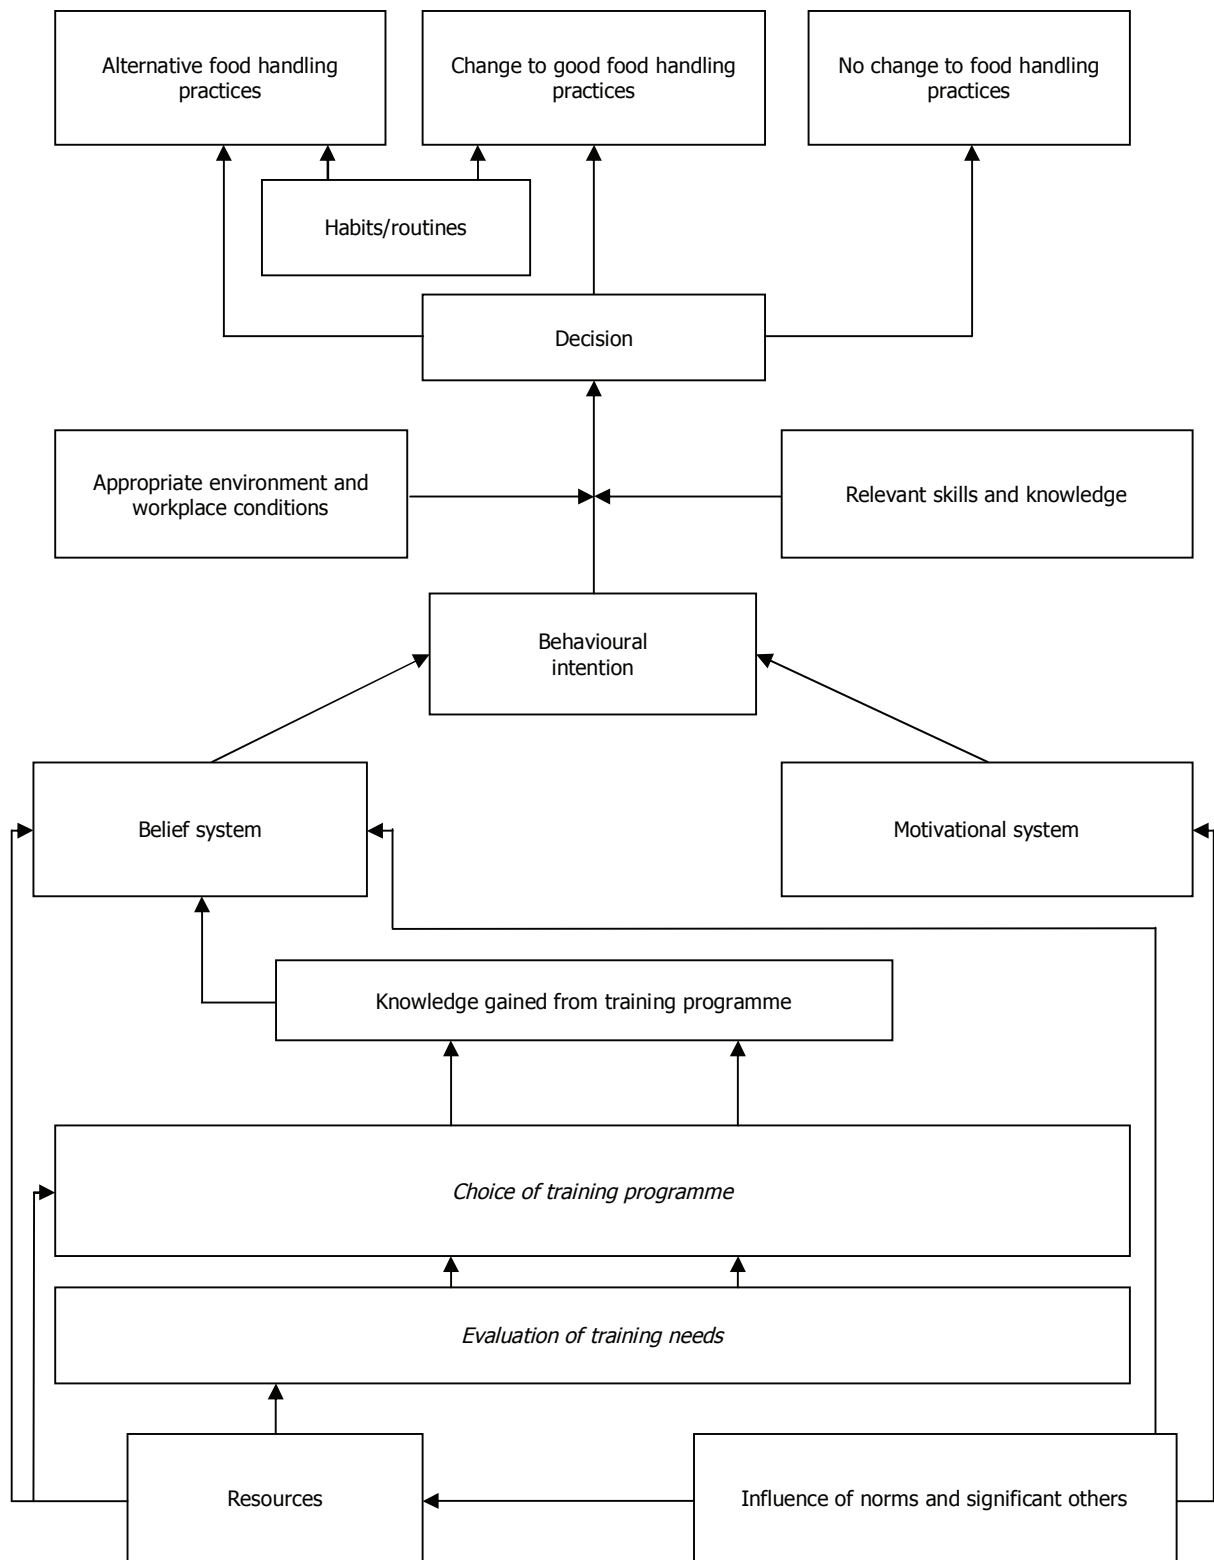 Alternative food handling
practices
Change to good food handling
practices
No change to food handling
practices
Habits/routines
Decision
Appropriate environment and
workplace conditions
Relevant skills and knowledge
Behavioural
intention
Belief system
Motivational system
Knowledge gained from training programme
Choice of training programme
Evaluation of training needs
Resources
Influence of norms and significant others